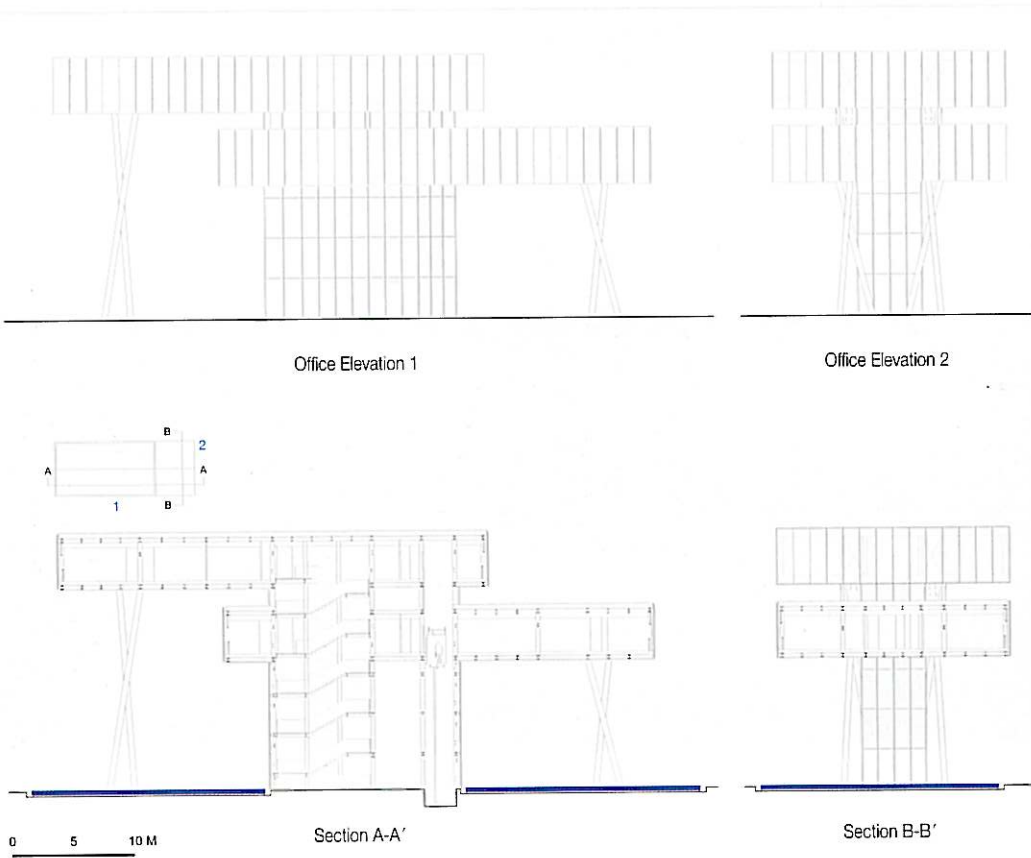 Office Elevation 1
Office Elevation 2
B
2
A
A
1
B
0 5 10 M
Section A-A′
Section B-B′